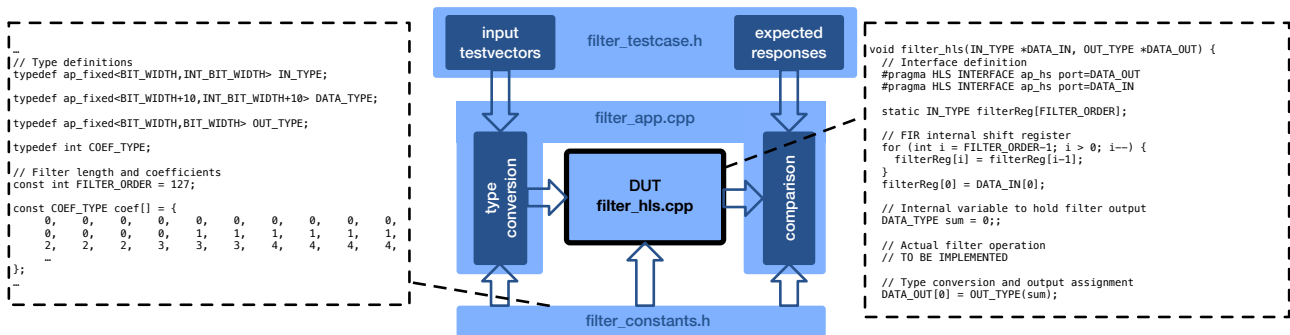 …
// Type definitions
typedef ap_fixed<BIT_WIDTH,INT_BIT_WIDTH> IN_TYPE;
typedef ap_fixed<BIT_WIDTH+10,INT_BIT_WIDTH+10> DATA_TYPE;
typedef ap_fixed<BIT_WIDTH,BIT_WIDTH> OUT_TYPE;
typedef int COEF_TYPE;
// Filter length and coefficients
const int FILTER_ORDER = 127;
const COEF_TYPE coef[] = {
0, 0, 0, 0, 0, 0, 0, 0, 0, 0,
0, 0, 0, 0, 1, 1, 1, 1, 1, 1,
2, 2, 2, 3, 3, 3, 4, 4, 4, 4,
…
};
…
input
testvectors
filter_testcase.h
expected
responses
filter_app.cpp
type
conversion
DUT
filter_hls.cpp
comparison
filter_constants.h
void filter_hls(IN_TYPE *DATA_IN, OUT_TYPE *DATA_OUT) {
// Interface definition
#pragma HLS INTERFACE ap_hs port=DATA_OUT
#pragma HLS INTERFACE ap_hs port=DATA_IN
static IN_TYPE filterReg[FILTER_ORDER];
// FIR internal shift register
for (int i = FILTER_ORDER-1; i > 0; i--) {
filterReg[i] = filterReg[i-1];
}
filterReg[0] = DATA_IN[0];
// Internal variable to hold filter output
DATA_TYPE sum = 0;;
// Actual filter operation
// TO BE IMPLEMENTED
// Type conversion and output assignment
DATA_OUT[0] = OUT_TYPE(sum);